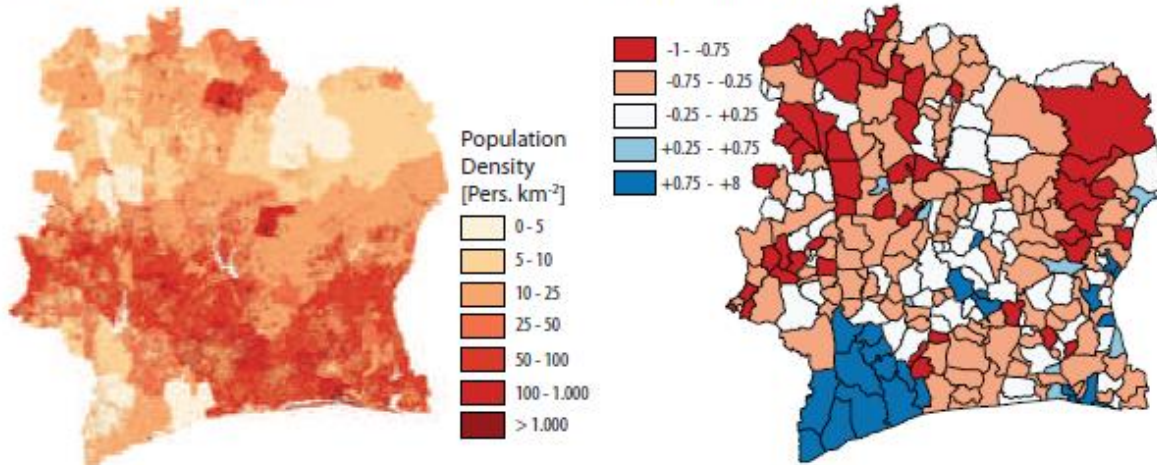 Population
Density
[Pers. km⁻²]
0 - 5
5 - 10
10 - 25
25 - 50
50 - 100
100 - 1.000
> 1.000
-1 - -0.75
-0.75 - -0.25
-0.25 - +0.25
+0.25 - +0.75
+0.75 - +8